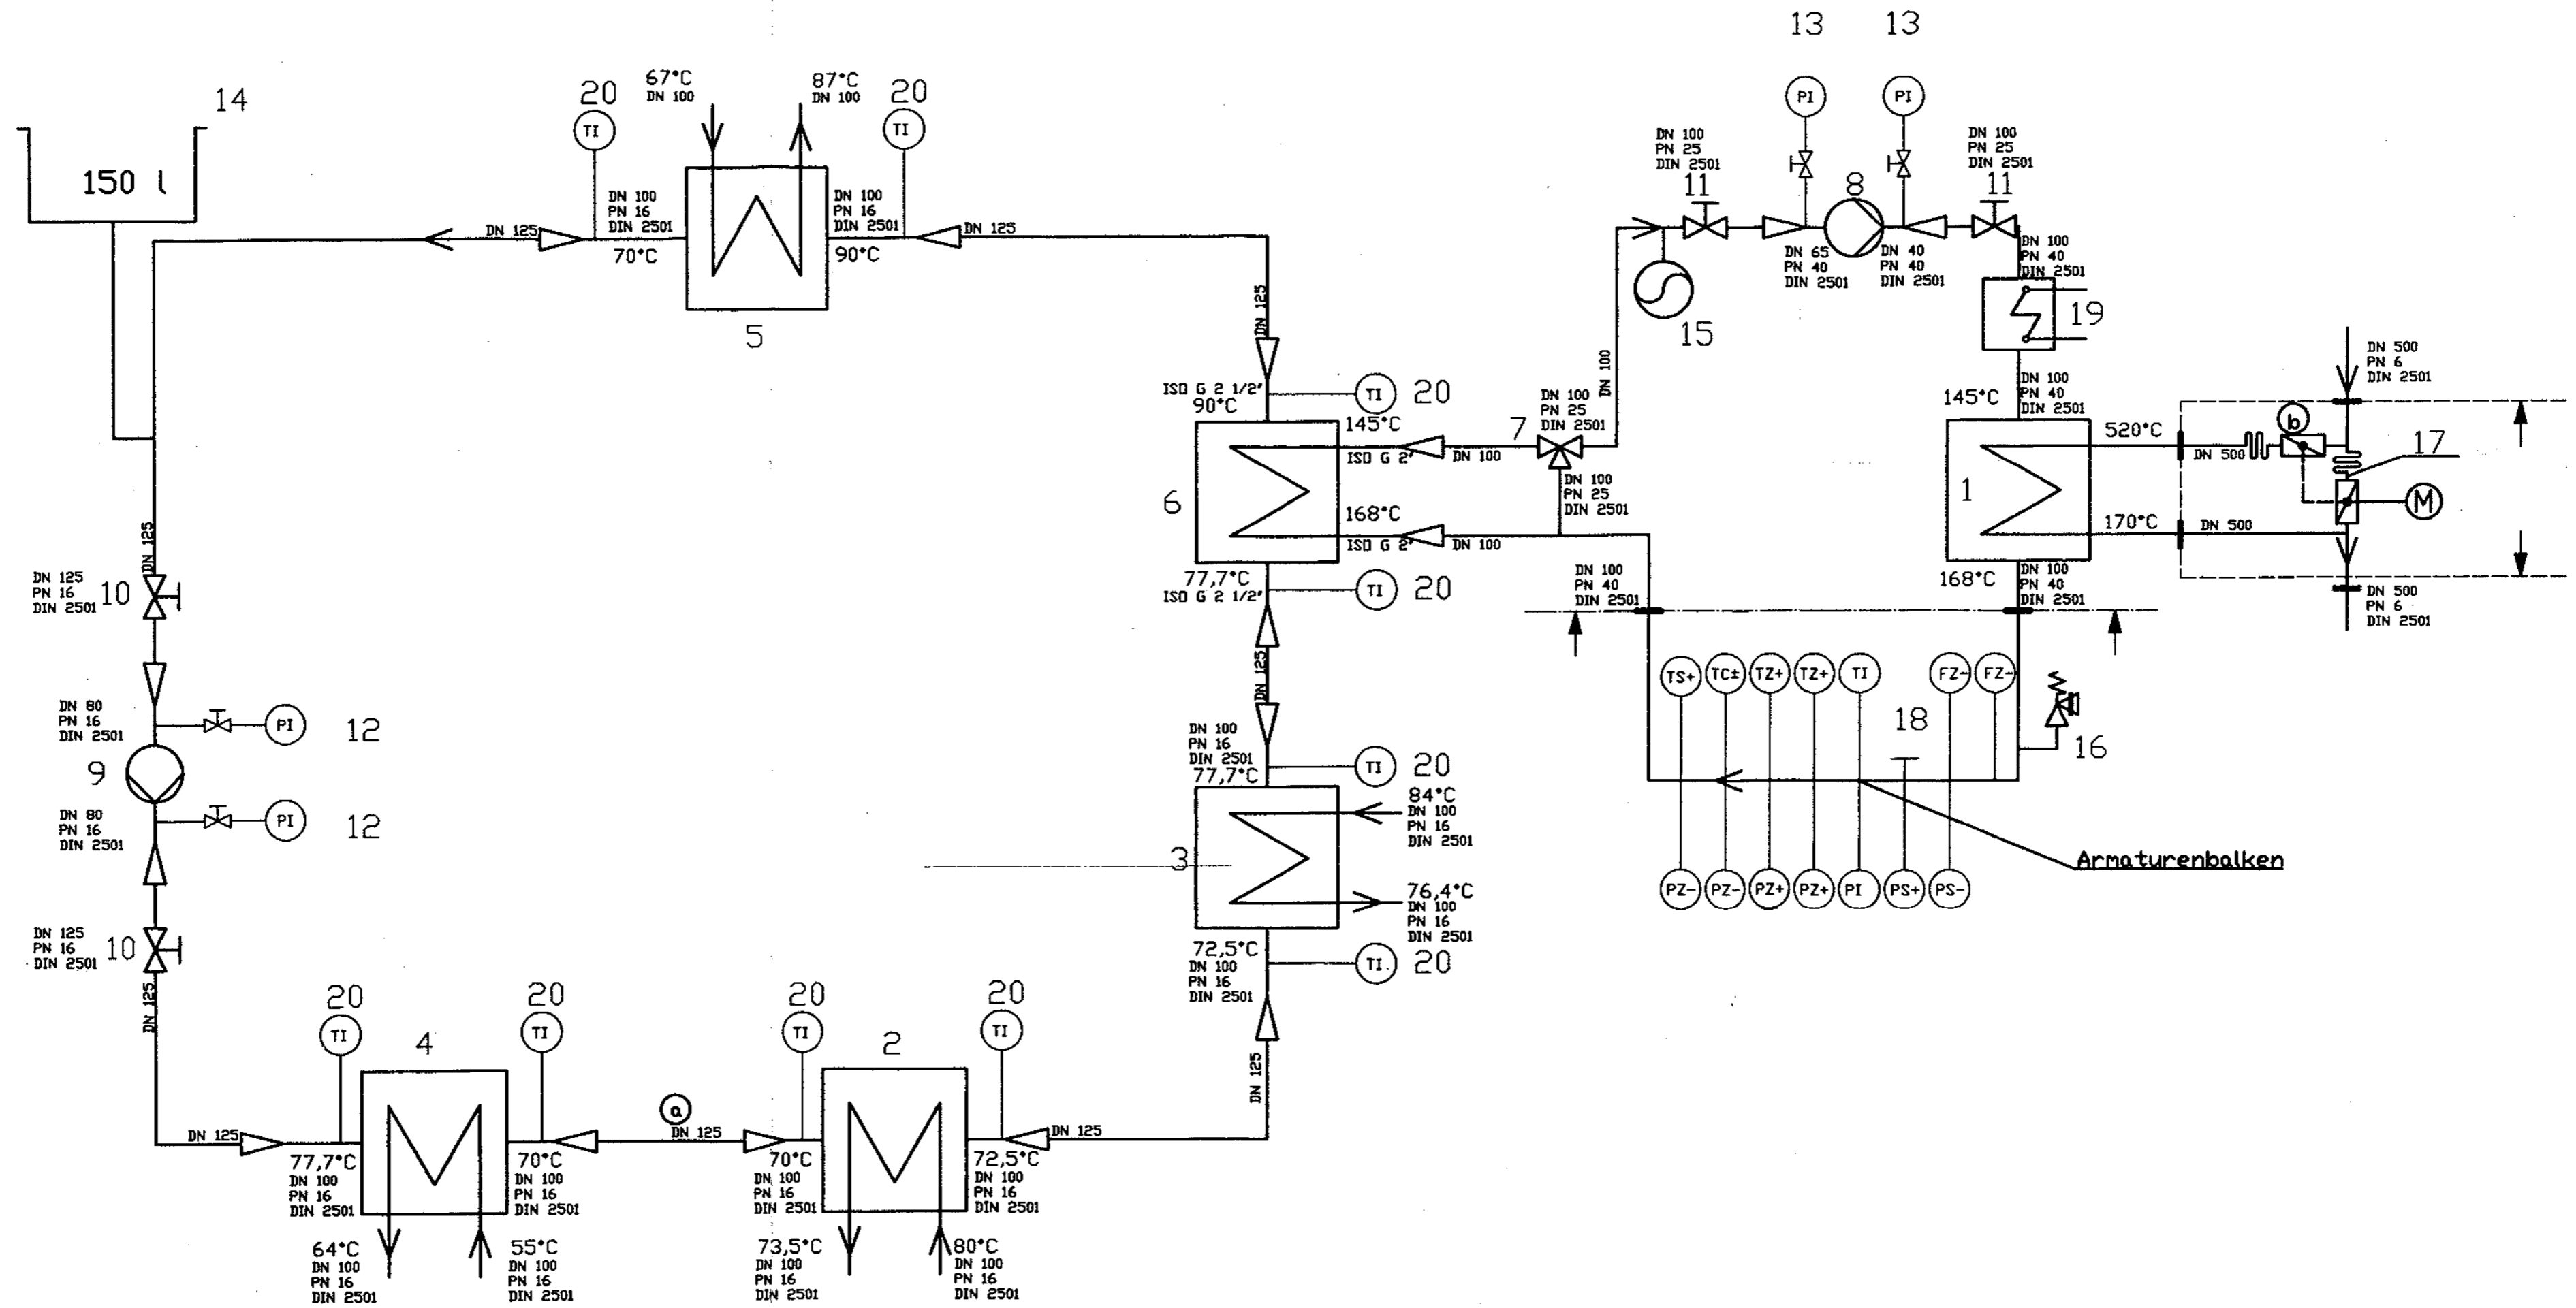 13
13
14
150 l
20
TI
67°C
DN 100
87°C
DN 100
20
TI
DN 125
DN 100
PN 16
DIN 2501
70°C
DN 100
PN 16
DIN 2501
90°C
DN 125
5
DN 125
PI
PI
DN 100
PN 25
DIN 2501
11
8
DN 100
PN 25
DIN 2501
11
DN 65
PN 40
DIN 2501
DN 40
PN 40
DIN 2501
DN 100
PN 40
DIN 2501
15
19
DN 100
ISO G 2 1/2"
90°C
TI
20
145°C
ISO G 2"
DN 100
7
DN 100
PN 25
DIN 2501
DN 100
PN 25
DIN 2501
6
168°C
ISO G 2"
DN 100
77,7°C
ISO G 2 1/2"
TI
20
145°C
DN 100
PN 40
DIN 2501
1
520°C
DN 500
b
17
M
170°C
DN 500
DN 500
PN 6
DIN 2501
DN 500
PN 6
DIN 2501
168°C
DN 100
PN 40
DIN 2501
DN 100
PN 40
DIN 2501
DN 125
DN 125
PN 16
DIN 2501
10
DN 80
PN 16
DIN 2501
PI
12
9
DN 80
PN 16
DIN 2501
PI
12
DN 125
PN 16
DIN 2501
10
DN 125
DN 125
DN 100
PN 16
DIN 2501
77,7°C
TI
20
3
84°C
DN 100
PN 16
DIN 2501
76,4°C
DN 100
PN 16
DIN 2501
72,5°C
DN 100
PN 16
DIN 2501
TI
20
DN 125
TS+
TC±
TZ+
TZ+
TI
FZ-
FZ-
18
16
PZ-
PZ-
PZ+
PZ+
PI
PS+
PS-
Armaturenbalken
20
TI
4
20
TI
DN 125
77,7°C
DN 100
PN 16
DIN 2501
70°C
DN 100
PN 16
DIN 2501
64°C
DN 100
PN 16
DIN 2501
55°C
DN 100
PN 16
DIN 2501
a
DN 125
20
TI
2
20
TI
70°C
DN 100
PN 16
DIN 2501
72,5°C
DN 100
PN 16
DIN 2501
DN 125
73,5°C
DN 100
PN 16
DIN 2501
80°C
DN 100
PN 16
DIN 2501